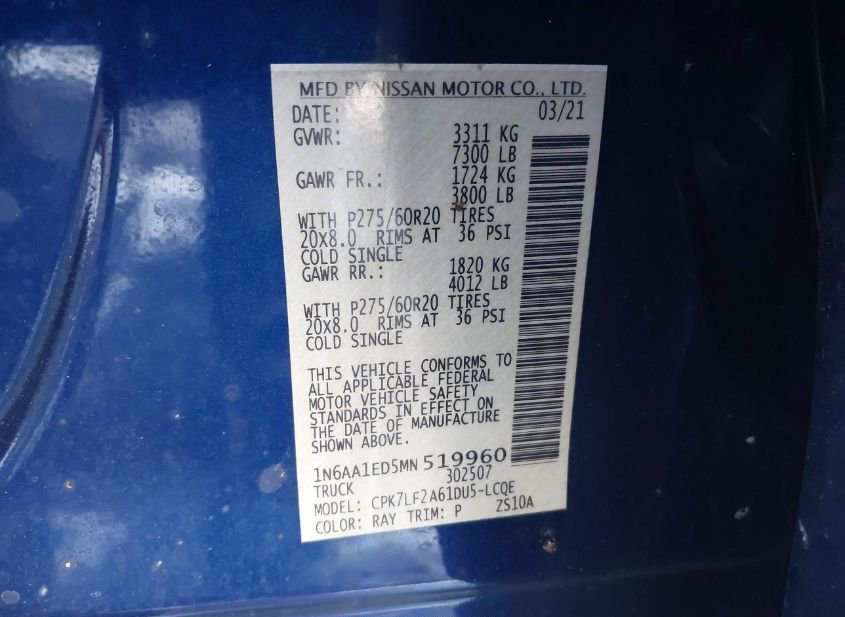 MFD BY NISSAN MOTOR CO., LTD.
DATE: 03/21
GVWR: 3311 KG
7300 LB
GAWR FR.: 1724 KG
3800 LB
WITH P275/60R20 TIRES
20X8.0 RIMS AT 36 PSI
COLD SINGLE
GAWR RR.: 1820 KG
4012 LB
WITH P275/60R20 TIRES
20X8.0 RIMS AT 36 PSI
COLD SINGLE
THIS VEHICLE CONFORMS TO
ALL APPLICABLE FEDERAL
MOTOR VEHICLE SAFETY
STANDARDS IN EFFECT ON
THE DATE OF MANUFACTURE
SHOWN ABOVE.
1N6AA1ED5MN 519960
TRUCK 302507
MODEL: CPK7LF2A61DU5-LCQE
COLOR: RAY TRIM: P ZS10A